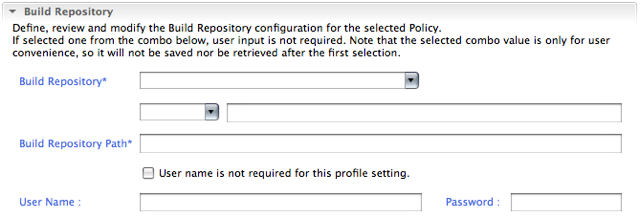 Build Repository
Define, review and modify the Build Repository configuration for the selected Policy.
If selected one from the combo below, user input is not required. Note that the selected combo value is only for user
convenience, so it will not be saved nor be retrieved after the first selection.
Build Repository*
Build Repository Path*
User name is not required for this profile setting.
User Name : Password :